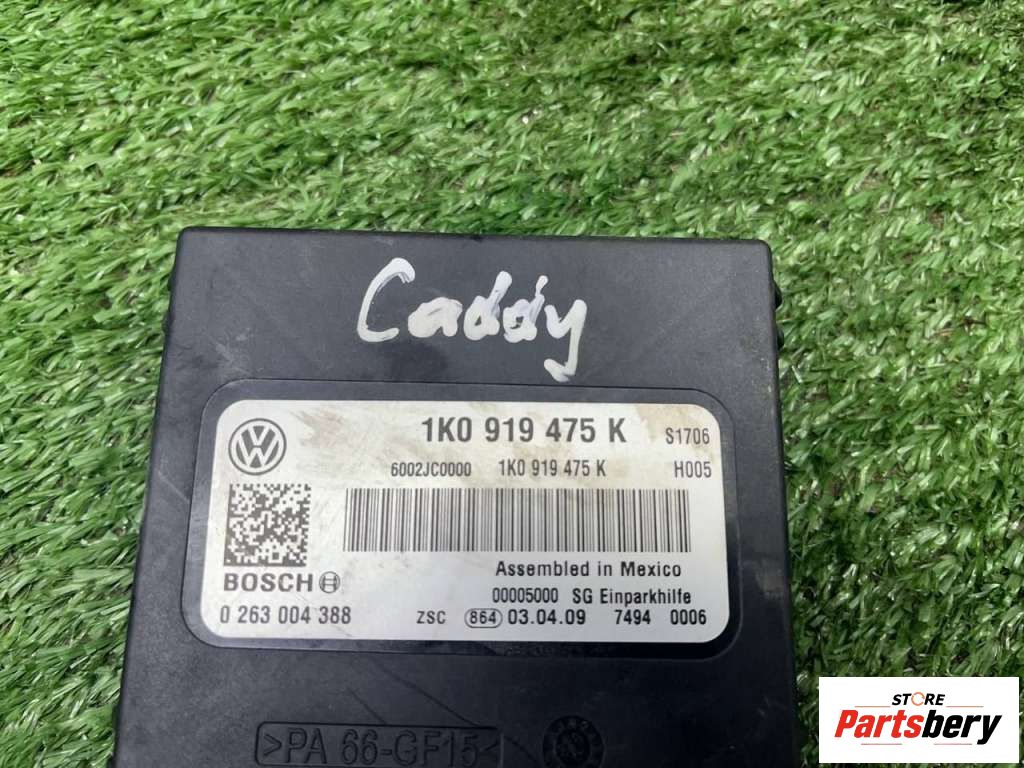 Caddy
1K0 919 475 K S1706
6002JC0000 1K0 919 475 K H005
Assembled in Mexico
BOSCH
00005000 SG Einparkhilfe
0 263 004 388 ZSC 864 03.04.09 7494 0006
>PA 66-GF15<
STORE
Partsbery